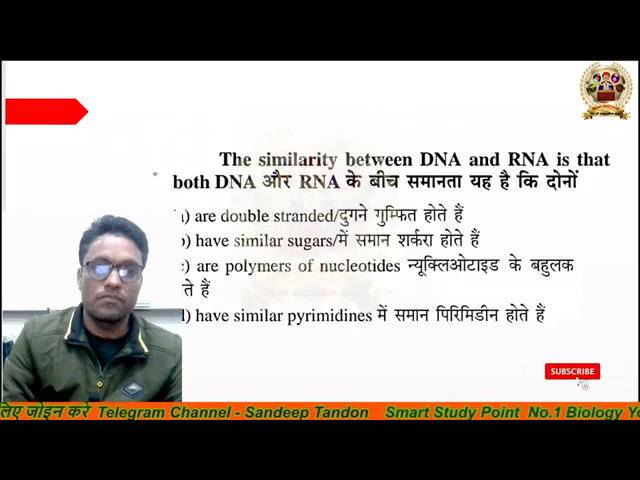 The similarity between DNA and RNA is that
both DNA और RNA के बीच समानता यह है कि दोनों
) are double stranded/दुगने गुम्फित होते हैं
) have similar sugars/में समान शर्करा होते हैं
) are polymers of nucleotides न्यूक्लिओटाइड के बहुलक
ते हैं
) have similar pyrimidines में समान पिरिमिडीन होते हैं
SUBSCRIBE
लिए जोइन करे Telegram Channel - Sandeep Tandon Smart Study Point No.1 Biology Yo